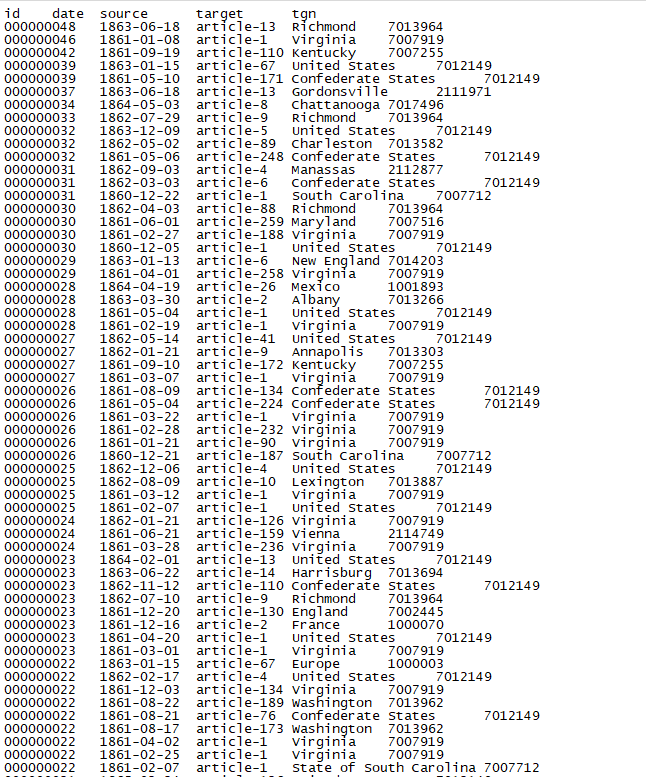 id date source target tgn
000000048 1863-06-18 article-13 Richmond 7013964
000000046 1861-01-08 article-1 Virginia 7007919
000000042 1861-09-19 article-110 Kentucky 7007255
000000039 1863-01-15 article-67 United States 7012149
000000039 1861-05-10 article-171 Confederate States 7012149
000000037 1863-06-18 article-13 Gordonsville 2111971
000000034 1864-05-03 article-8 Chattanooga 7017496
000000033 1862-07-29 article-9 Richmond 7013964
000000032 1863-12-09 article-5 United States 7012149
000000032 1862-05-02 article-89 Charleston 7013582
000000032 1861-05-06 article-248 Confederate States 7012149
000000031 1862-09-03 article-4 Manassas 2112877
000000031 1862-03-03 article-6 Confederate States 7012149
000000031 1860-12-22 article-1 South Carolina 7007712
000000030 1862-04-03 article-88 Richmond 7013964
000000030 1861-06-01 article-259 Maryland 7007516
000000030 1861-02-27 article-188 Virginia 7007919
000000030 1860-12-05 article-1 United States 7012149
000000029 1863-01-13 article-6 New England 7014203
000000029 1861-04-01 article-258 Virginia 7007919
000000028 1864-04-19 article-26 Mexico 1001893
000000028 1863-03-30 article-2 Albany 7013266
000000028 1861-05-04 article-1 United States 7012149
000000028 1861-02-19 article-1 Virginia 7007919
000000027 1862-05-14 article-41 United States 7012149
000000027 1862-01-21 article-9 Annapolis 7013303
000000027 1861-09-10 article-172 Kentucky 7007255
000000027 1861-03-07 article-1 Virginia 7007919
000000026 1861-08-09 article-134 Confederate States 7012149
000000026 1861-05-04 article-224 Confederate States 7012149
000000026 1861-03-22 article-1 Virginia 7007919
000000026 1861-02-28 article-232 Virginia 7007919
000000026 1861-01-21 article-90 Virginia 7007919
000000026 1860-12-21 article-187 South Carolina 7007712
000000025 1862-12-06 article-4 United States 7012149
000000025 1862-08-09 article-10 Lexington 7013887
000000025 1861-03-12 article-1 Virginia 7007919
000000025 1861-02-07 article-1 United States 7012149
000000024 1862-01-21 article-126 Virginia 7007919
000000024 1861-06-21 article-159 Vienna 2114749
000000024 1861-03-28 article-236 Virginia 7007919
000000023 1864-02-01 article-13 United States 7012149
000000023 1863-06-22 article-14 Harrisburg 7013694
000000023 1862-11-12 article-110 Confederate States 7012149
000000023 1862-07-10 article-9 Richmond 7013964
000000023 1861-12-20 article-130 England 7002445
000000023 1861-12-16 article-2 France 1000070
000000023 1861-04-20 article-1 United States 7012149
000000023 1861-03-01 article-1 Virginia 7007919
000000022 1863-01-15 article-67 Europe 1000003
000000022 1862-02-17 article-4 United States 7012149
000000022 1861-12-03 article-134 Virginia 7007919
000000022 1861-08-22 article-189 Washington 7013962
000000022 1861-08-21 article-76 Confederate States 7012149
000000022 1861-08-17 article-173 Washington 7013962
000000022 1861-04-02 article-1 Virginia 7007919
000000022 1861-02-25 article-1 Virginia 7007919
000000022 1861-02-07 article-1 State of South Carolina 7007712